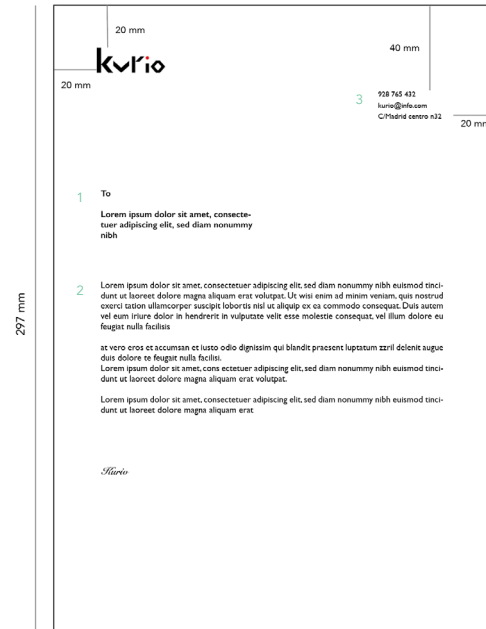 20 mm
40 mm
kurio
20 mm
928 765 432
3
kurio@info.com
C/Madrid centro n32
20 mm
1
To
Lorem ipsum dolor sit amet, consecte-
tuer adipiscing elit, sed diam nonummy
nibh
2
Lorem ipsum dolor sit amet, consectetuer adipiscing elit, sed diam nonummy nibh euismod tinci-
dunt ut laoreet dolore magna aliquam erat volutpat. Ut wisi enim ad minim veniam, quis nostrud
exerci tation ullamcorper suscipit lobortis nisl ut aliquip ex ea commodo consequat. Duis autem
vel eum iriure dolor in hendrerit in vulputate velit esse molestie consequat, vel illum dolore eu
feugiat nulla facilisis
297 mm
at vero eros et accumsan et iusto odio dignissim qui blandit praesent luptatum zzril delenit augue
duis dolore te feugait nulla facilisi.
Lorem ipsum dolor sit amet, cons ectetuer adipiscing elit, sed diam nonummy nibh euismod tinci-
dunt ut laoreet dolore magna aliquam erat volutpat.
Lorem ipsum dolor sit amet, consectetuer adipiscing elit, sed diam nonummy nibh euismod tinci-
dunt ut laoreet dolore magna aliquam erat
Kurio